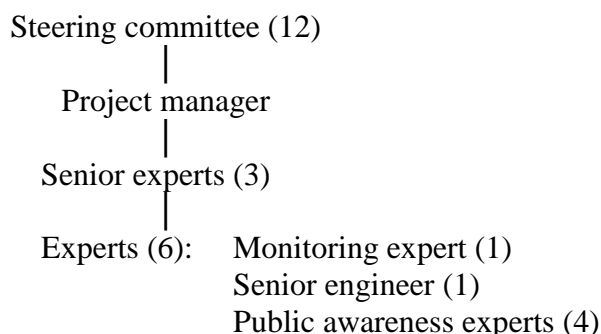 Steering committee (12)
Project manager
Senior experts (3)
Experts (6): Monitoring expert (1)
Senior engineer (1)
Public awareness experts (4)